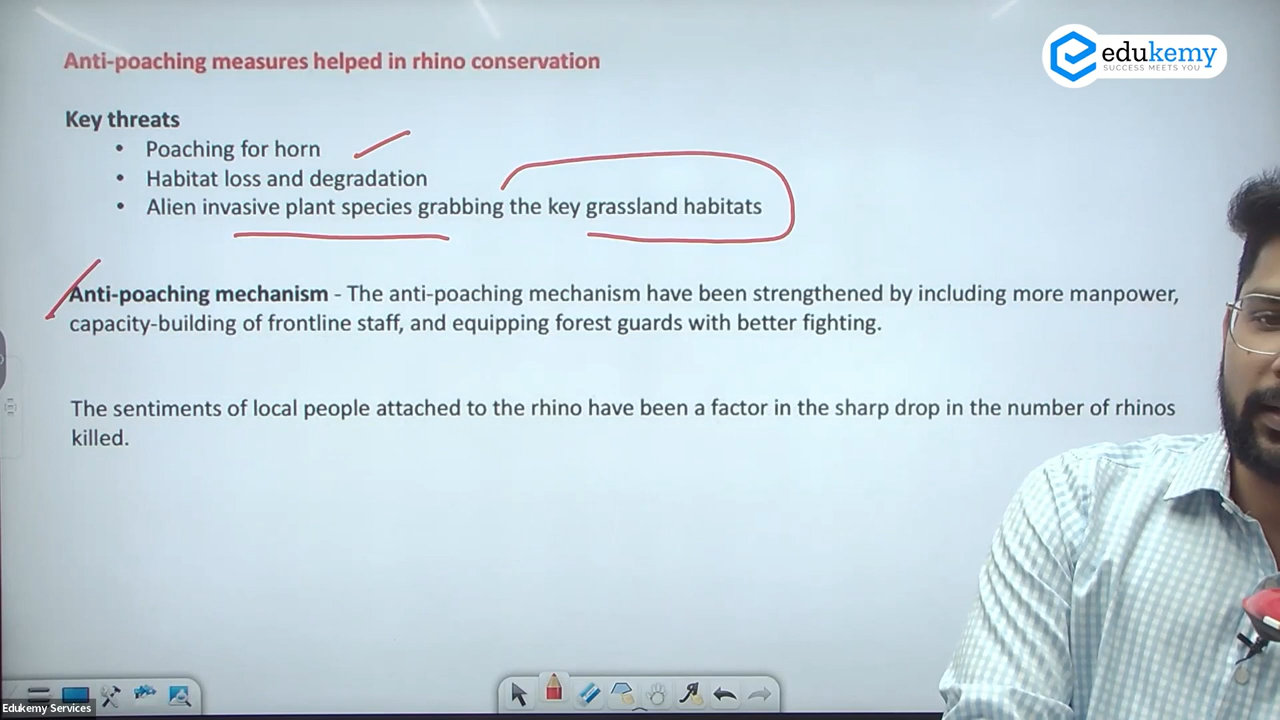 edukemy
SUCCESS MEETS YOU
Anti-poaching measures helped in rhino conservation
Key threats
• Poaching for horn
• Habitat loss and degradation
• Alien invasive plant species grabbing the key grassland habitats
Anti-poaching mechanism - The anti-poaching mechanism have been strengthened by including more manpower,
capacity-building of frontline staff, and equipping forest guards with better fighting.
The sentiments of local people attached to the rhino have been a factor in the sharp drop in the number of rhinos
killed.
Edukemy Services